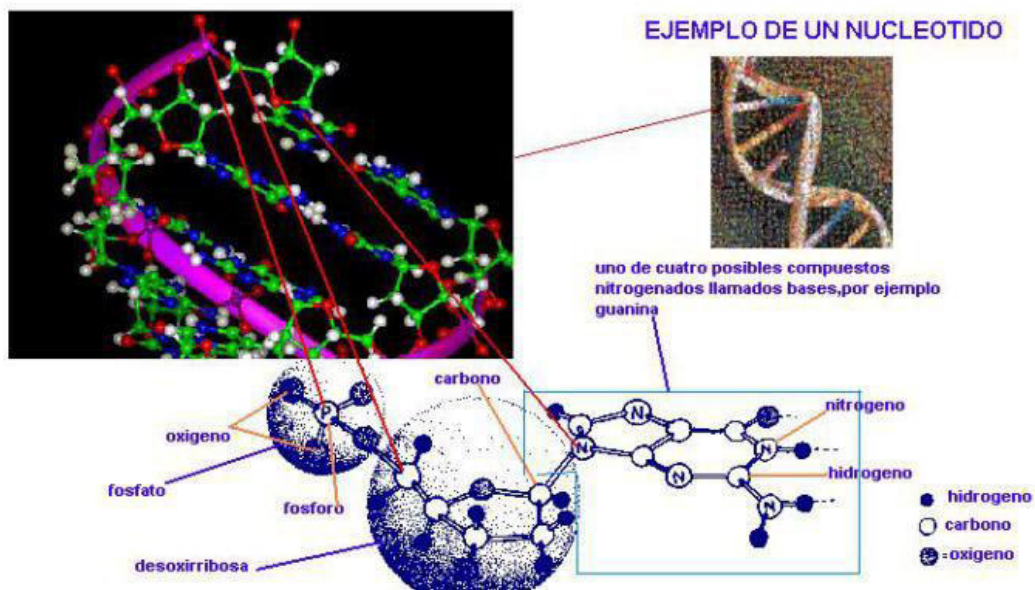 EJEMPLO DE UN NUCLEOTIDO
uno de cuatro posibles compuestos
nitrogenados llamados bases,por ejemplo
guanina
carbono
nitrogeno
oxigeno
P
N
N
N
N
N
hidrogeno
fosfato
fosforo
desoxirribosa
hidrogeno
carbono
=oxigeno